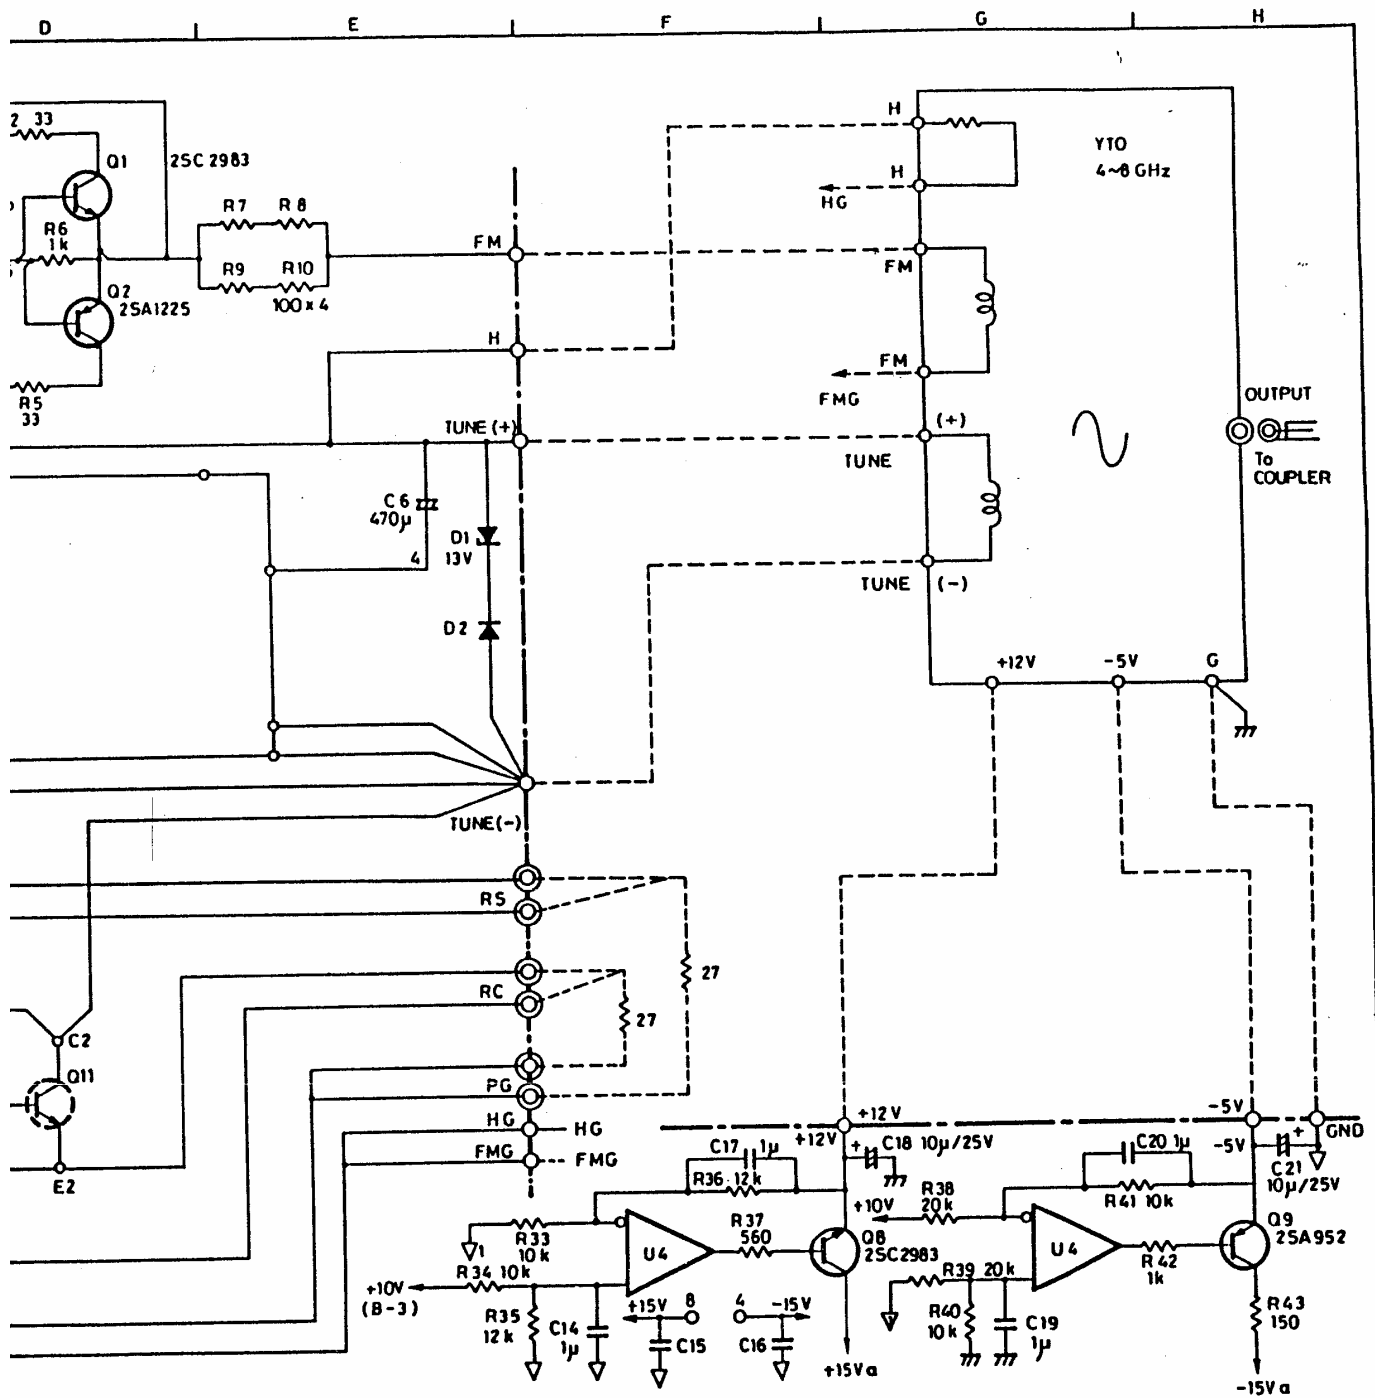 D E F G H
2 33
Q1
2SC 2983
R6
1k
R7 R8
R9 R10
100 x 4
Q2
2SA1225
R5
33
FM
H
TUNE (+)
C6
470µ
4
D1
13V
D2
TUNE (-)
RS
RC
27
27
PG
HG HG
FMG FMG
C2
Q11
E2
H
H
HG
YTO
4~8 GHz
FM
FM
FMG
(+)
TUNE
TUNE (-)
OUTPUT
To
COUPLER
+12V -5V G
+12V
+12V
C18 10µ/25V
+
C17 1µ
R36 12k
R33
10k
1
R34 10k
+10V
(B-3)
R35
12k
C14
1µ
U4
R37
560
Q8
2SC2983
+15V 8
C15
4 -15V
C16
+15Va
-5V
-5V
GND
+
C21
10µ/25V
C20 1µ
R41 10k
R38
20k
+10V
U4
R39 20k
R40
10k
C19
1µ
R42
1k
Q9
2SA952
R43
150
-15Va